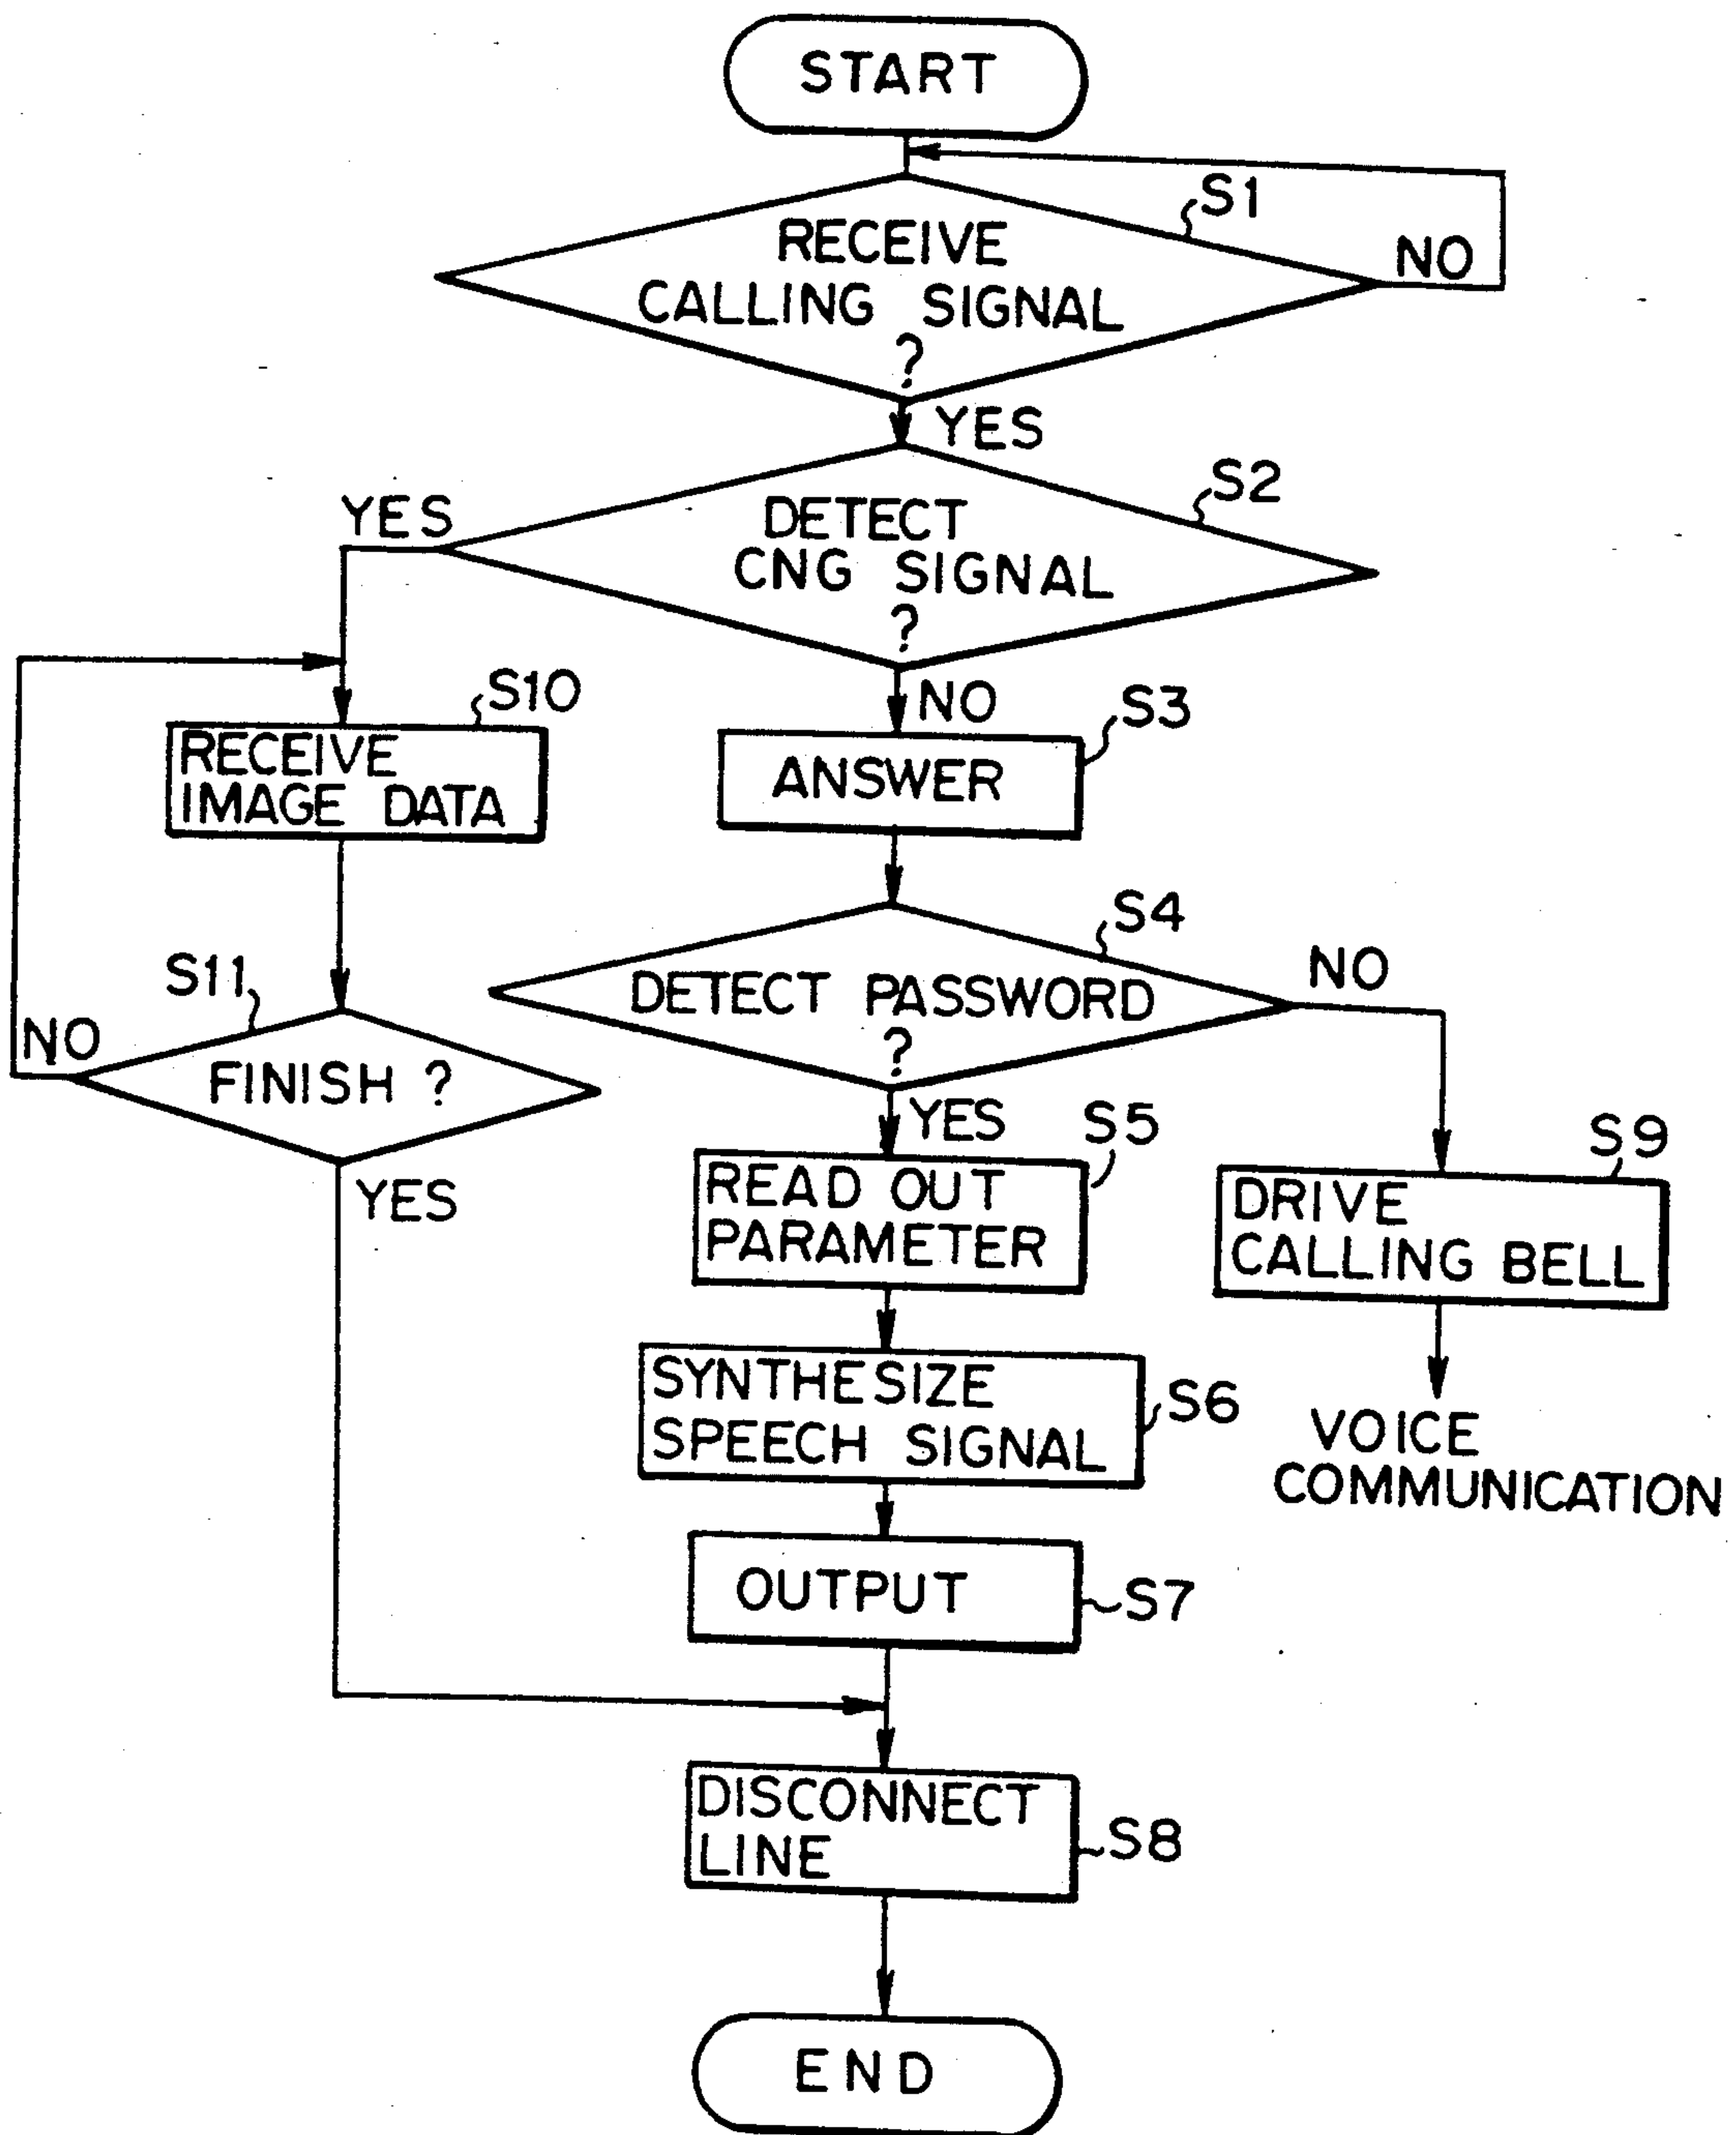 START
S1
RECEIVE
CALLING SIGNAL
?
NO
YES
S2
DETECT
CNG SIGNAL
?
YES
NO
S10
RECEIVE
IMAGE DATA
S3
ANSWER
S4
DETECT PASSWORD
?
NO
S11
FINISH ?
NO
YES
YES
S5
READ OUT
PARAMETER
S9
DRIVE
CALLING BELL
S6
SYNTHESIZE
SPEECH SIGNAL
VOICE
COMMUNICATION
OUTPUT
S7
DISCONNECT
LINE
S8
END